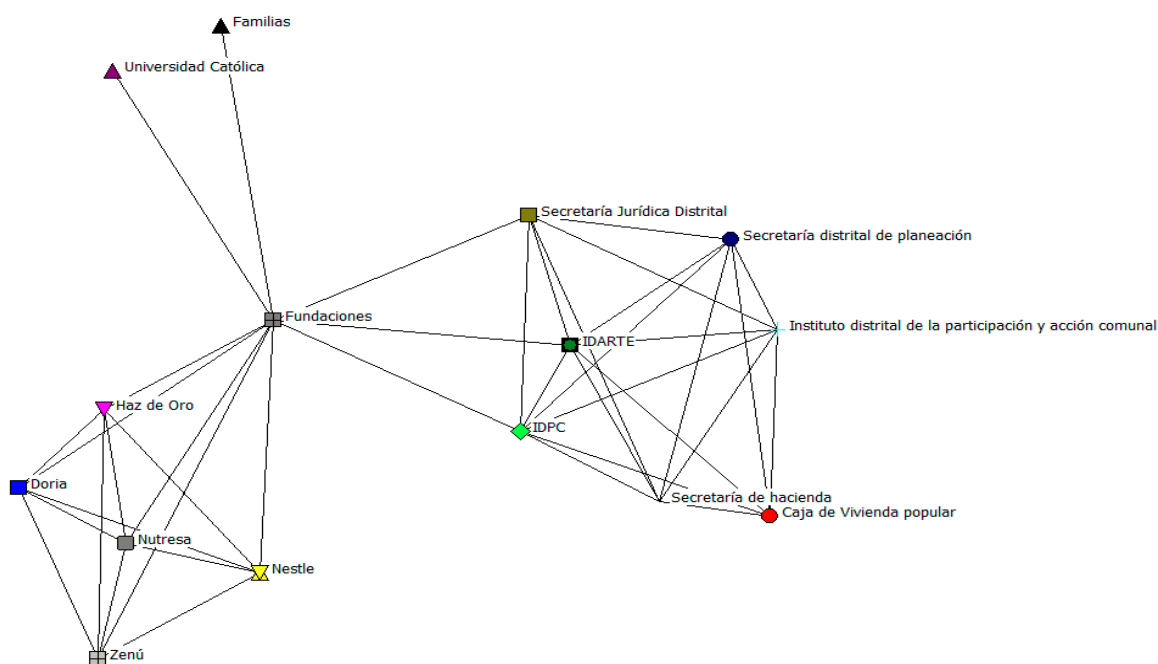 Familias
Universidad Católica
Secretaría Jurídica Distrital
Secretaría distrital de planeación
Fundaciones
Instituto distrital de la participación y acción comunal
IDARTE
Haz de Oro
IDPC
Doria
Secretaría de hacienda
Caja de Vivienda popular
Nutresa
Nestle
Zenú